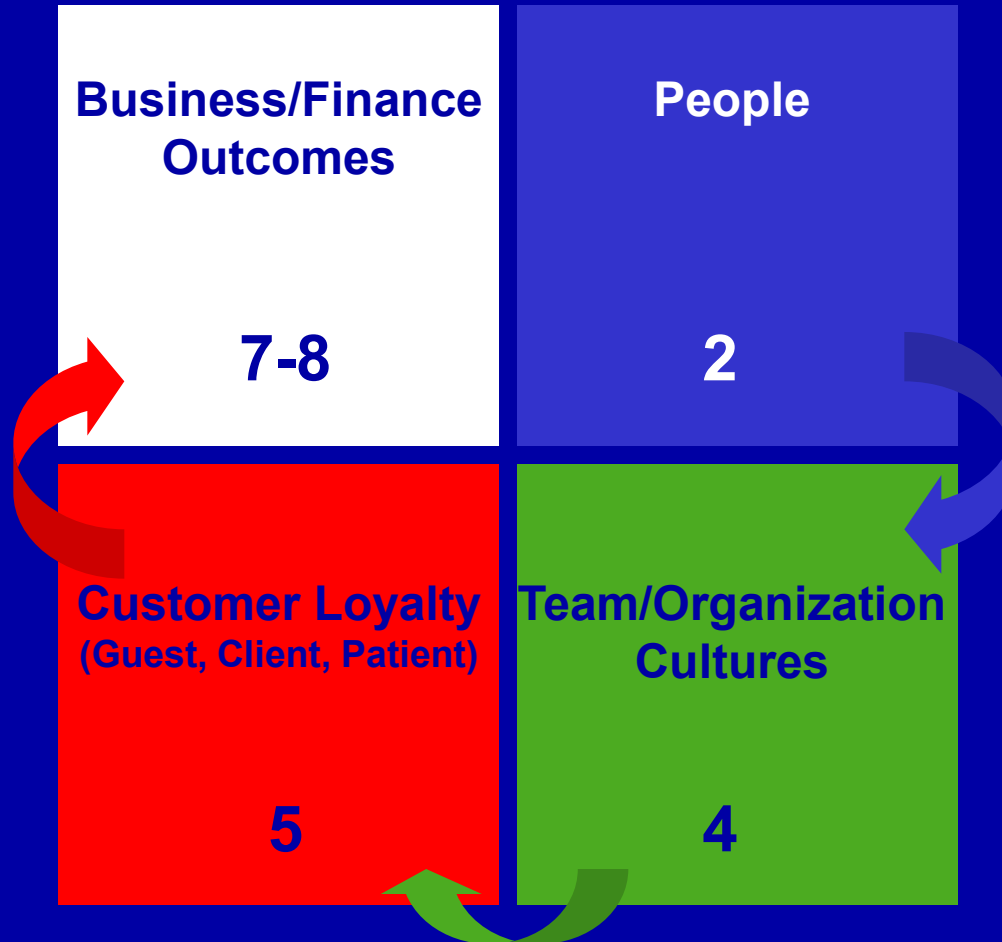 Business/Finance
Outcomes
7-8
People
2
Customer Loyalty
(Guest, Client, Patient)
5
Team/Organization
Cultures
4